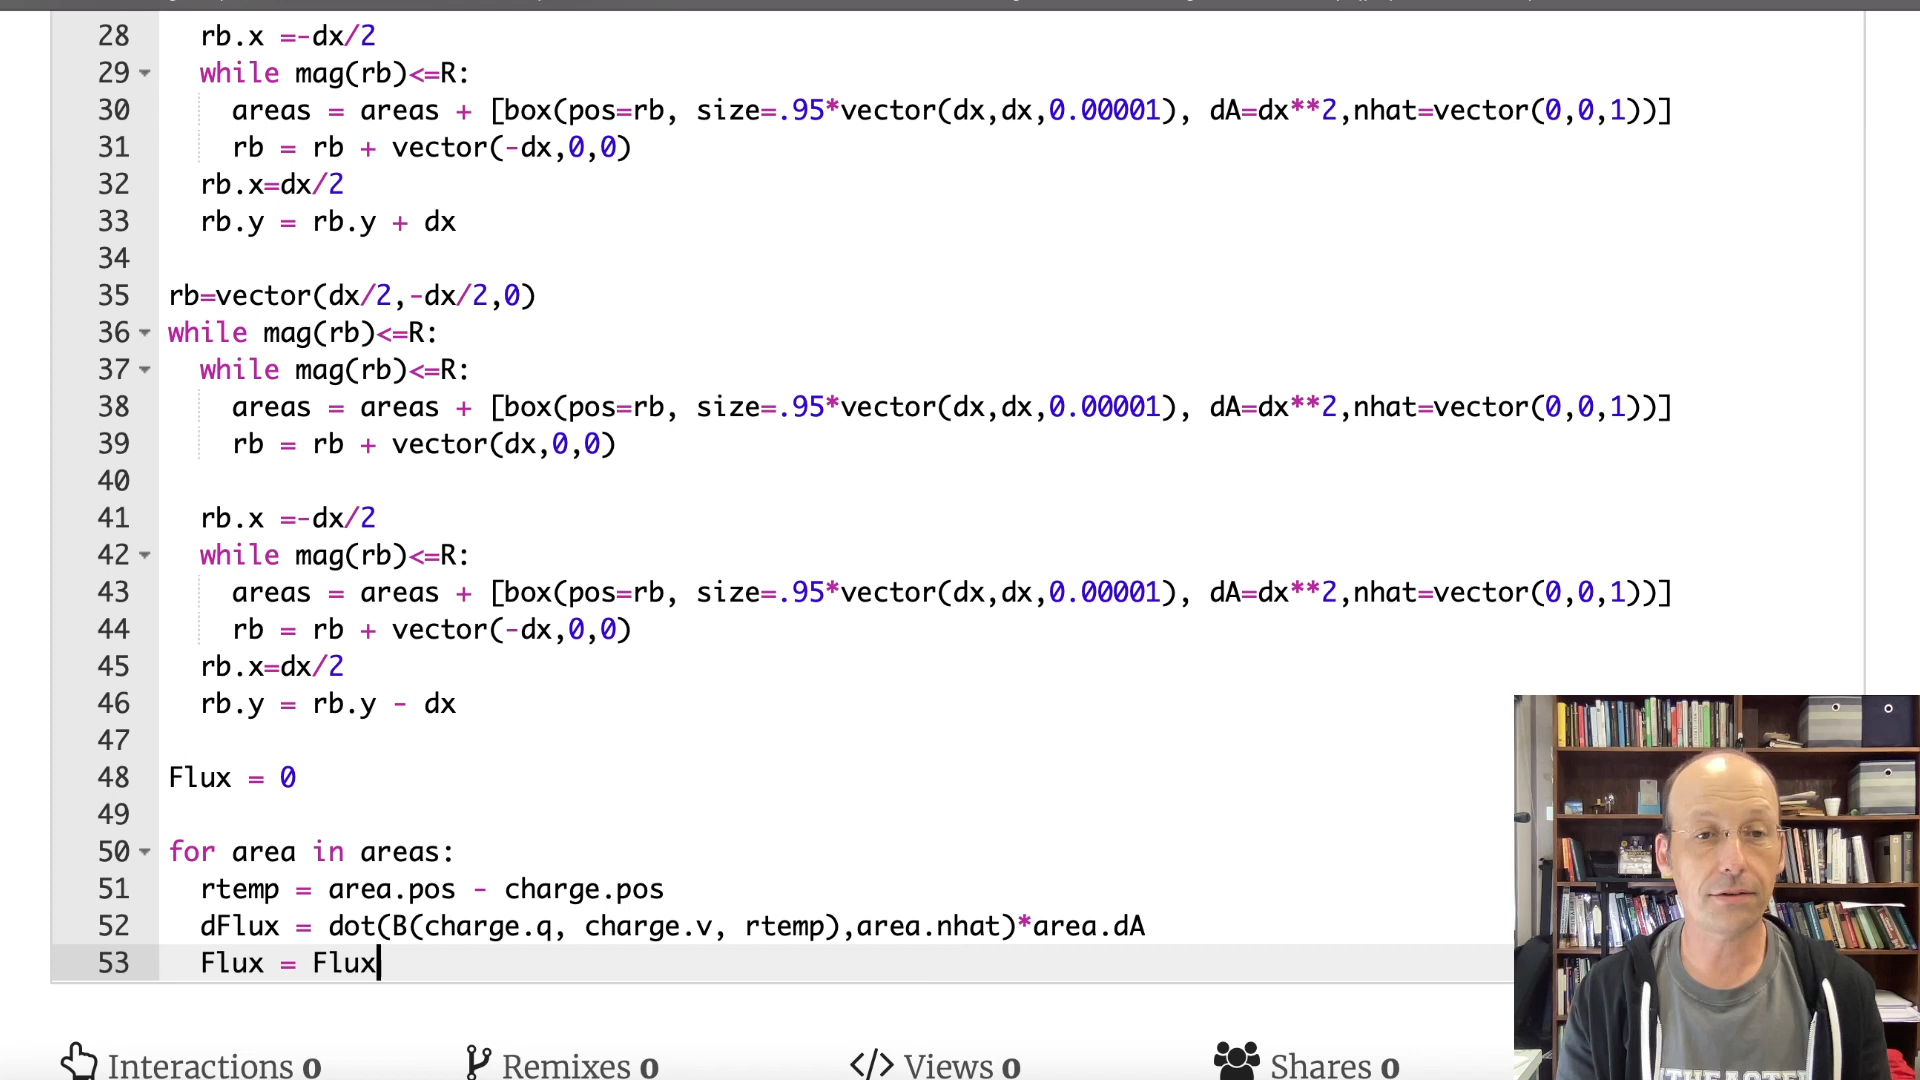 28 rb.x =-dx/2
29 while mag(rb)<=R:
30 areas = areas + [box(pos=rb, size=.95*vector(dx,dx,0.00001), dA=dx**2,nhat=vector(0,0,1))]
31 rb = rb + vector(-dx,0,0)
32 rb.x=dx/2
33 rb.y = rb.y + dx
34
35 rb=vector(dx/2,-dx/2,0)
36 while mag(rb)<=R:
37 while mag(rb)<=R:
38 areas = areas + [box(pos=rb, size=.95*vector(dx,dx,0.00001), dA=dx**2,nhat=vector(0,0,1))]
39 rb = rb + vector(dx,0,0)
40
41 rb.x =-dx/2
42 while mag(rb)<=R:
43 areas = areas + [box(pos=rb, size=.95*vector(dx,dx,0.00001), dA=dx**2,nhat=vector(0,0,1))]
44 rb = rb + vector(-dx,0,0)
45 rb.x=dx/2
46 rb.y = rb.y - dx
47
48 Flux = 0
49
50 for area in areas:
51 rtemp = area.pos - charge.pos
52 dFlux = dot(B(charge.q, charge.v, rtemp),area.nhat)*area.dA
53 Flux = Flux
Interactions 0 Remixes 0 Views 0 Shares 0